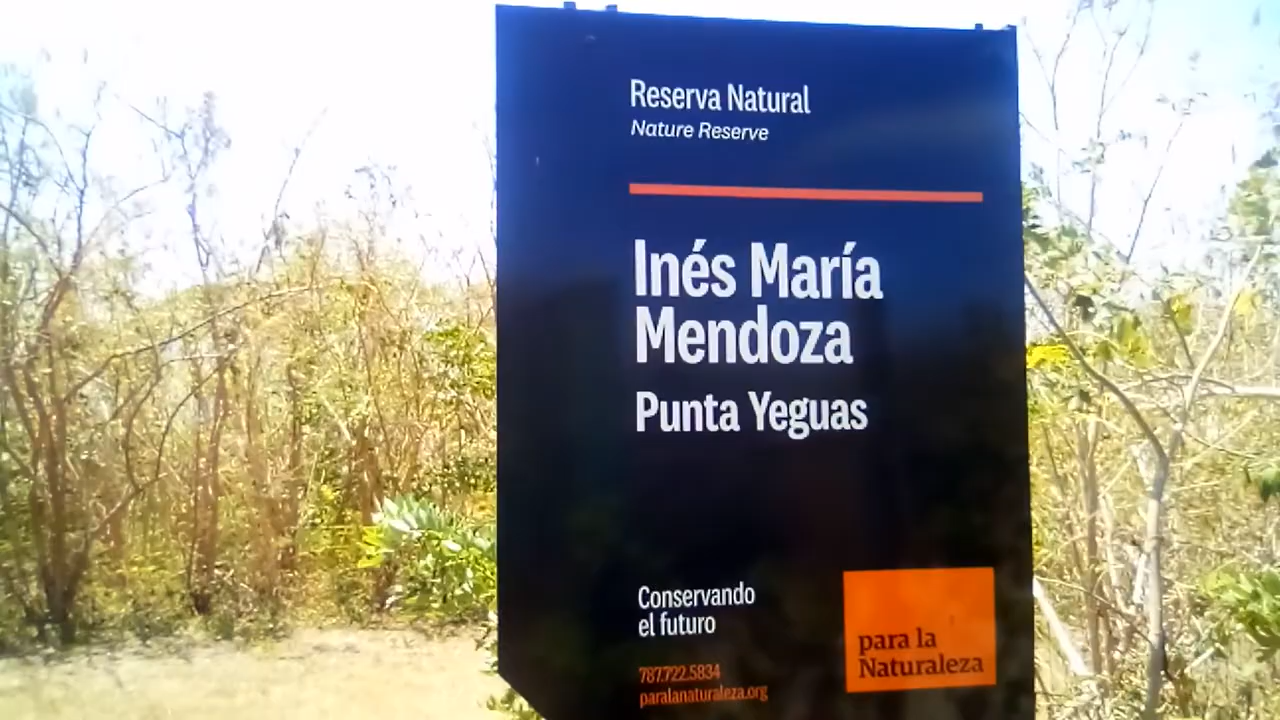 Reserva Natural
Nature Reserve
Inés María
Mendoza
Punta Yeguas
Conservando
el futuro
787.722.5834
paralanaturaleza.org
para la
Naturaleza